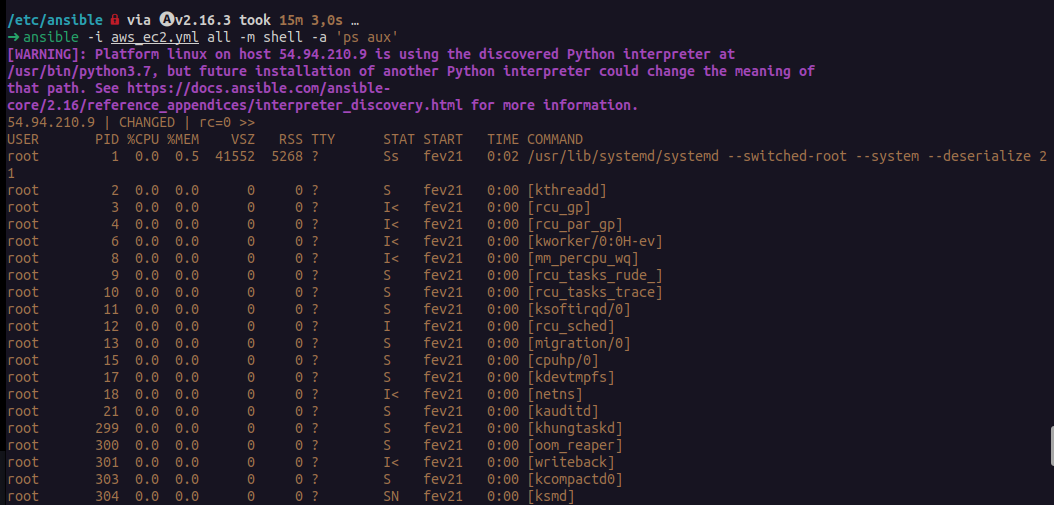 /etc/ansible 🔒 via Ⓐv2.16.3 took 15m 3,0s …
→ ansible -i aws_ec2.yml all -m shell -a 'ps aux'
[WARNING]: Platform linux on host 54.94.210.9 is using the discovered Python interpreter at
/usr/bin/python3.7, but future installation of another Python interpreter could change the meaning of
that path. See https://docs.ansible.com/ansible-
core/2.16/reference_appendices/interpreter_discovery.html for more information.
54.94.210.9 | CHANGED | rc=0 >>
USER PID %CPU %MEM VSZ RSS TTY STAT START TIME COMMAND
root 1 0.0 0.5 41552 5268 ? Ss fev21 0:02 /usr/lib/systemd/systemd --switched-root --system --deserialize 2
1
root 2 0.0 0.0 0 0 ? S fev21 0:00 [kthreadd]
root 3 0.0 0.0 0 0 ? I< fev21 0:00 [rcu_gp]
root 4 0.0 0.0 0 0 ? I< fev21 0:00 [rcu_par_gp]
root 6 0.0 0.0 0 0 ? I< fev21 0:00 [kworker/0:0H-ev]
root 8 0.0 0.0 0 0 ? I< fev21 0:00 [mm_percpu_wq]
root 9 0.0 0.0 0 0 ? S fev21 0:00 [rcu_tasks_rude_]
root 10 0.0 0.0 0 0 ? S fev21 0:00 [rcu_tasks_trace]
root 11 0.0 0.0 0 0 ? S fev21 0:00 [ksoftirqd/0]
root 12 0.0 0.0 0 0 ? I fev21 0:00 [rcu_sched]
root 13 0.0 0.0 0 0 ? S fev21 0:00 [migration/0]
root 15 0.0 0.0 0 0 ? S fev21 0:00 [cpuhp/0]
root 17 0.0 0.0 0 0 ? S fev21 0:00 [kdevtmpfs]
root 18 0.0 0.0 0 0 ? I< fev21 0:00 [netns]
root 21 0.0 0.0 0 0 ? S fev21 0:00 [kauditd]
root 299 0.0 0.0 0 0 ? S fev21 0:00 [khungtaskd]
root 300 0.0 0.0 0 0 ? S fev21 0:00 [oom_reaper]
root 301 0.0 0.0 0 0 ? I< fev21 0:00 [writeback]
root 303 0.0 0.0 0 0 ? S fev21 0:00 [kcompactd0]
root 304 0.0 0.0 0 0 ? SN fev21 0:00 [ksmd]